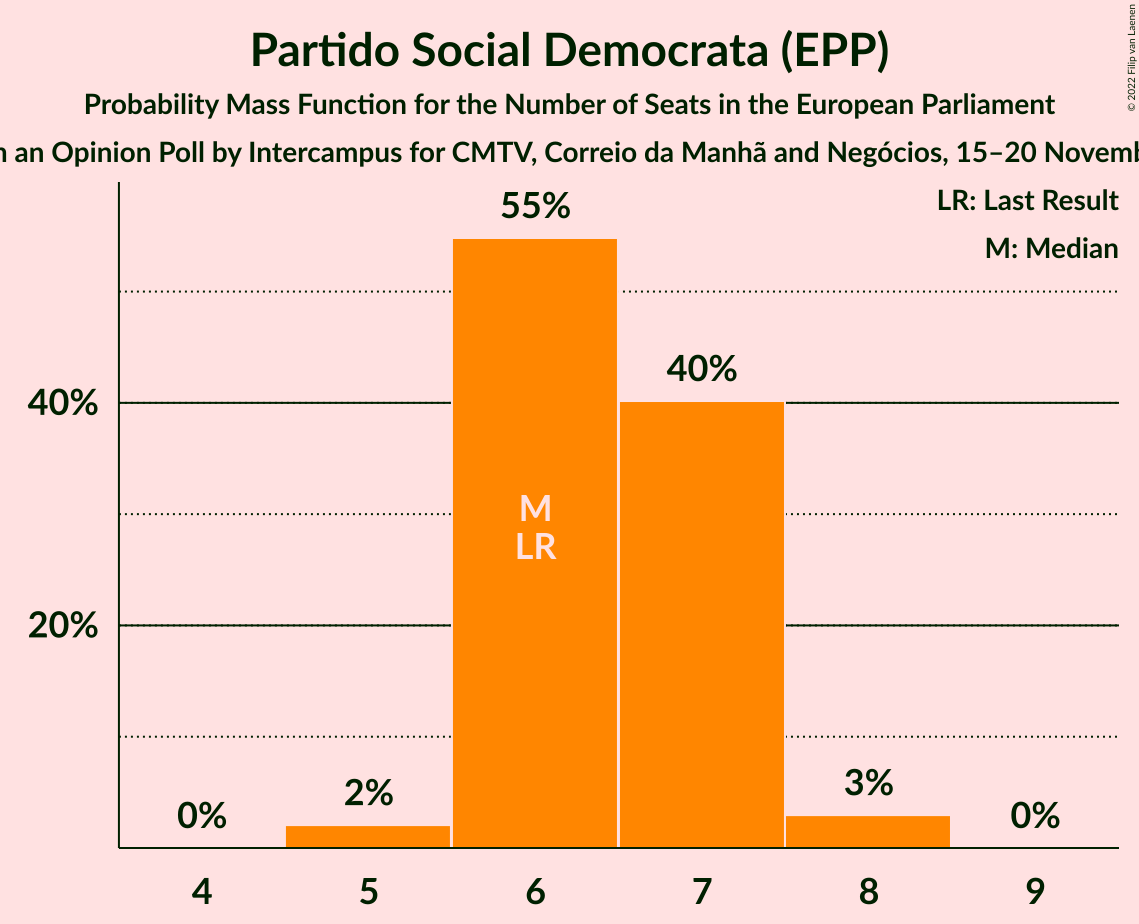 Partido Social Democrata (EPP)
Probability Mass Function for the Number of Seats in the European Parliament
an Opinion Poll by Intercampus for CMTV, Correio da Manhã and Negócios, 15–20
© 2022 Filip van Laenen
LR: Last Result
M: Median
55%
40%
40%
M
LR
20%
0%
2%
3%
0%
4
5
6
7
8
9